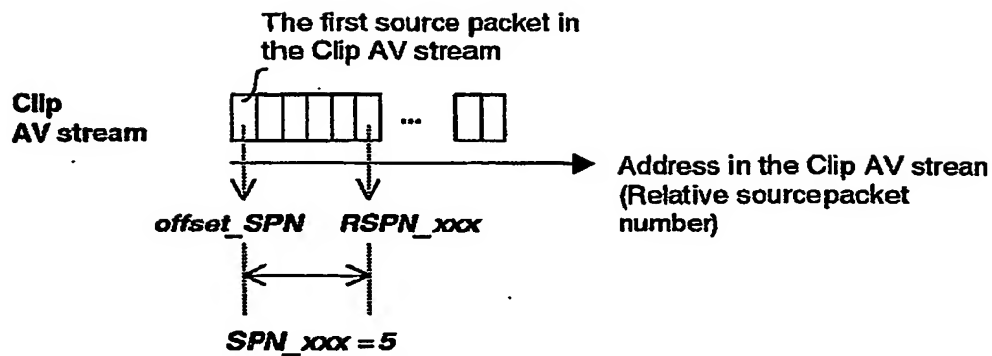 The first source packet in
the Clip AV stream
Clip
AV stream
...
Address in the Clip AV strean
(Relative sourcepacket
number)
offset_SPN RSPN_xxx
SPN_xxx = 5